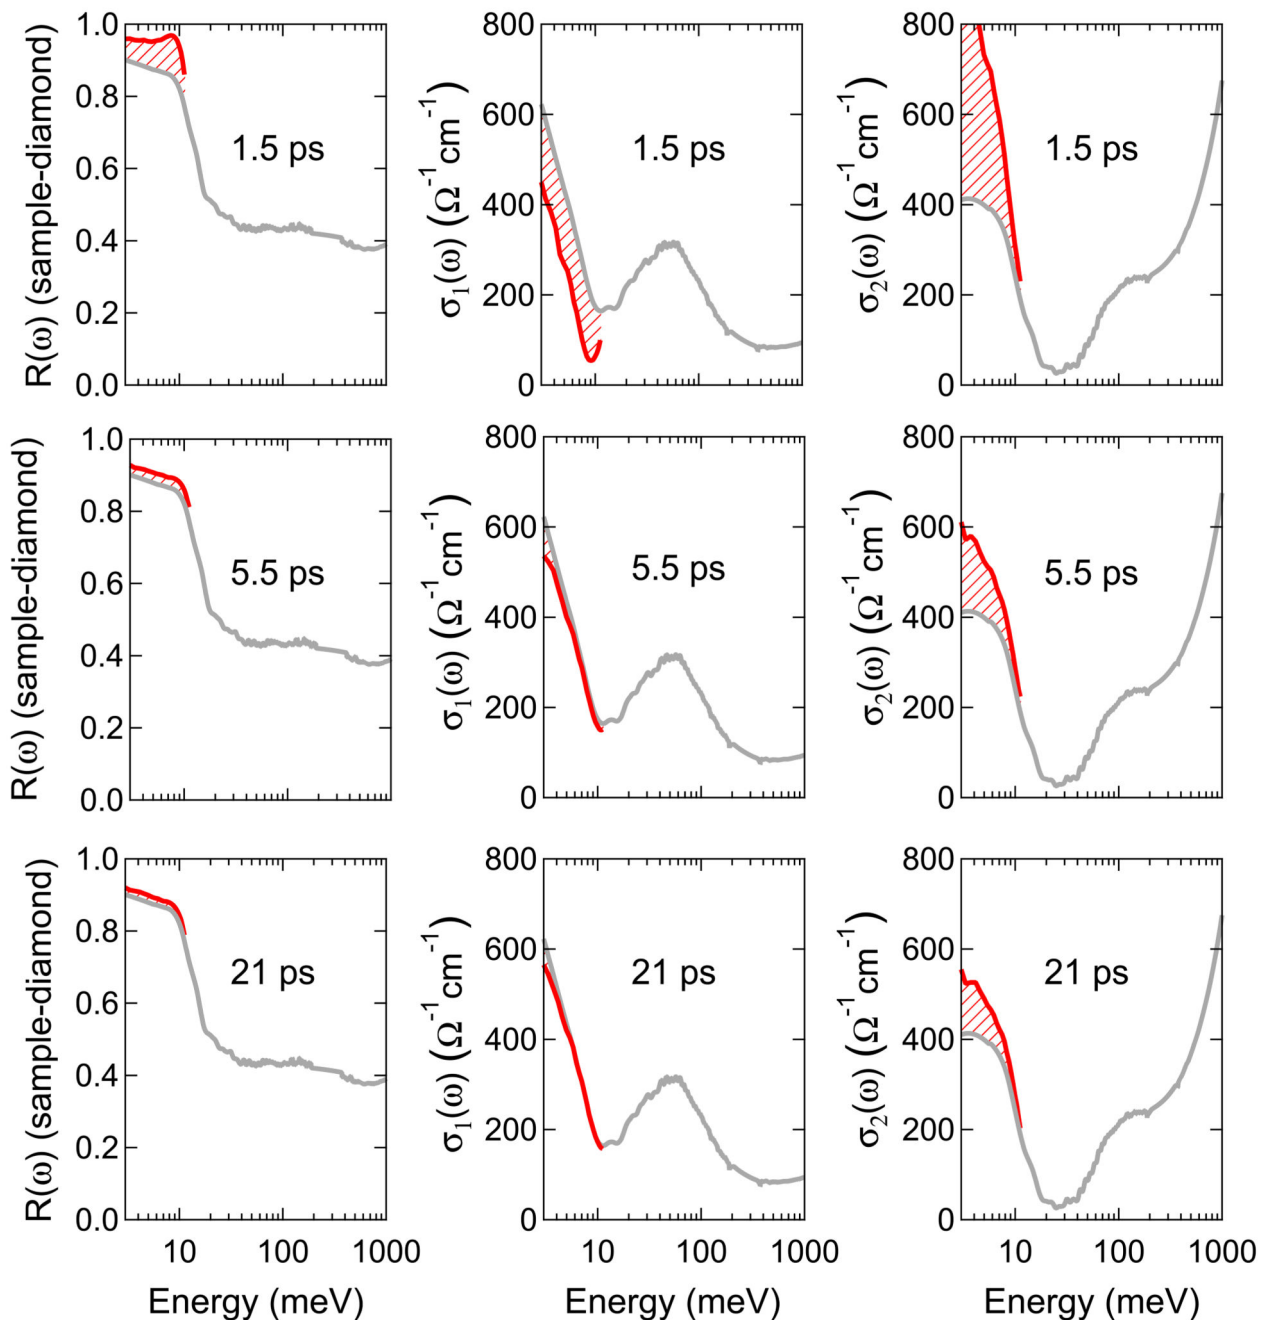 R(ω) (sample-diamond)
1.0
0.8
0.6
0.4
0.2
0.0
1.5 ps
σ₁(ω) (Ω⁻¹cm⁻¹)
800
600
400
200
0
1.5 ps
σ₂(ω) (Ω⁻¹cm⁻¹)
800
600
400
200
0
1.5 ps
R(ω) (sample-diamond)
1.0
0.8
0.6
0.4
0.2
0.0
5.5 ps
σ₁(ω) (Ω⁻¹cm⁻¹)
800
600
400
200
0
5.5 ps
σ₂(ω) (Ω⁻¹cm⁻¹)
800
600
400
200
0
5.5 ps
R(ω) (sample-diamond)
1.0
0.8
0.6
0.4
0.2
0.0
21 ps
10 100 1000
Energy (meV)
σ₁(ω) (Ω⁻¹cm⁻¹)
800
600
400
200
0
21 ps
10 100 1000
Energy (meV)
σ₂(ω) (Ω⁻¹cm⁻¹)
800
600
400
200
0
21 ps
10 100 1000
Energy (meV)